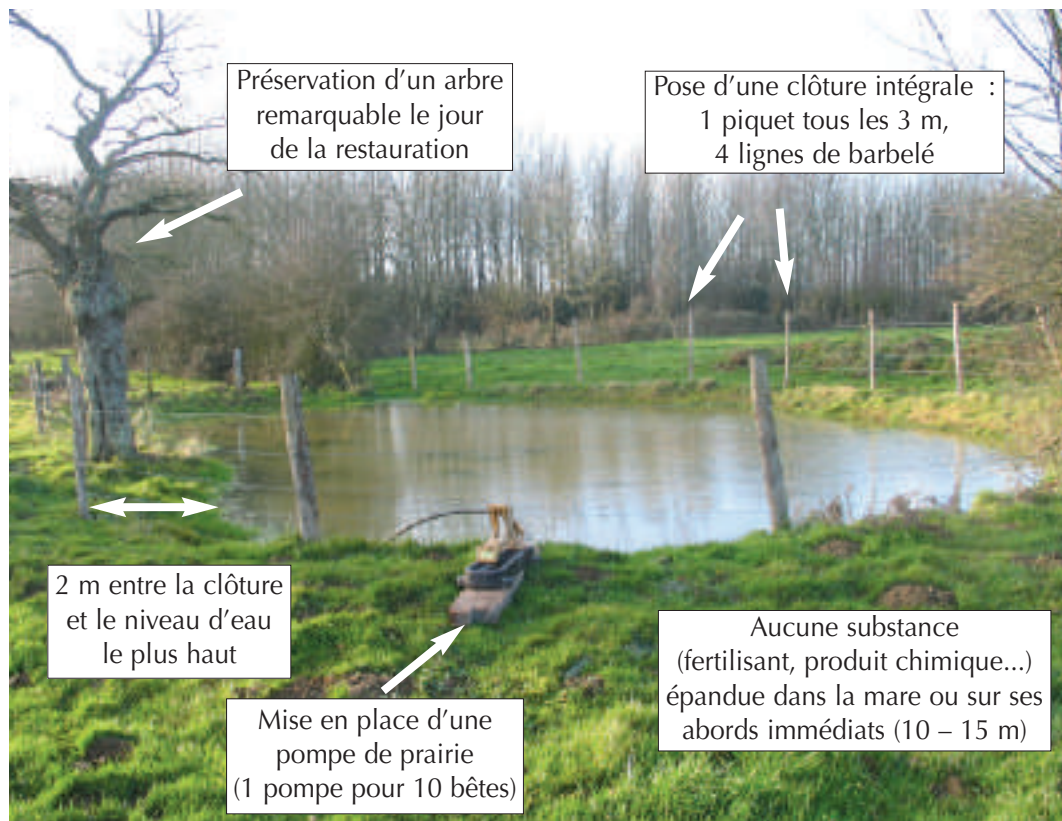 Préservation d'un arbre
remarquable le jour
de la restauration
Pose d'une clôture intégrale :
1 piquet tous les 3 m,
4 lignes de barbelé
2 m entre la clôture
et le niveau d'eau
le plus haut
Mise en place d'une
pompe de prairie
(1 pompe pour 10 bêtes)
Aucune substance
(fertilisant, produit chimique...)
épandue dans la mare ou sur ses
abords immédiats (10 – 15 m)